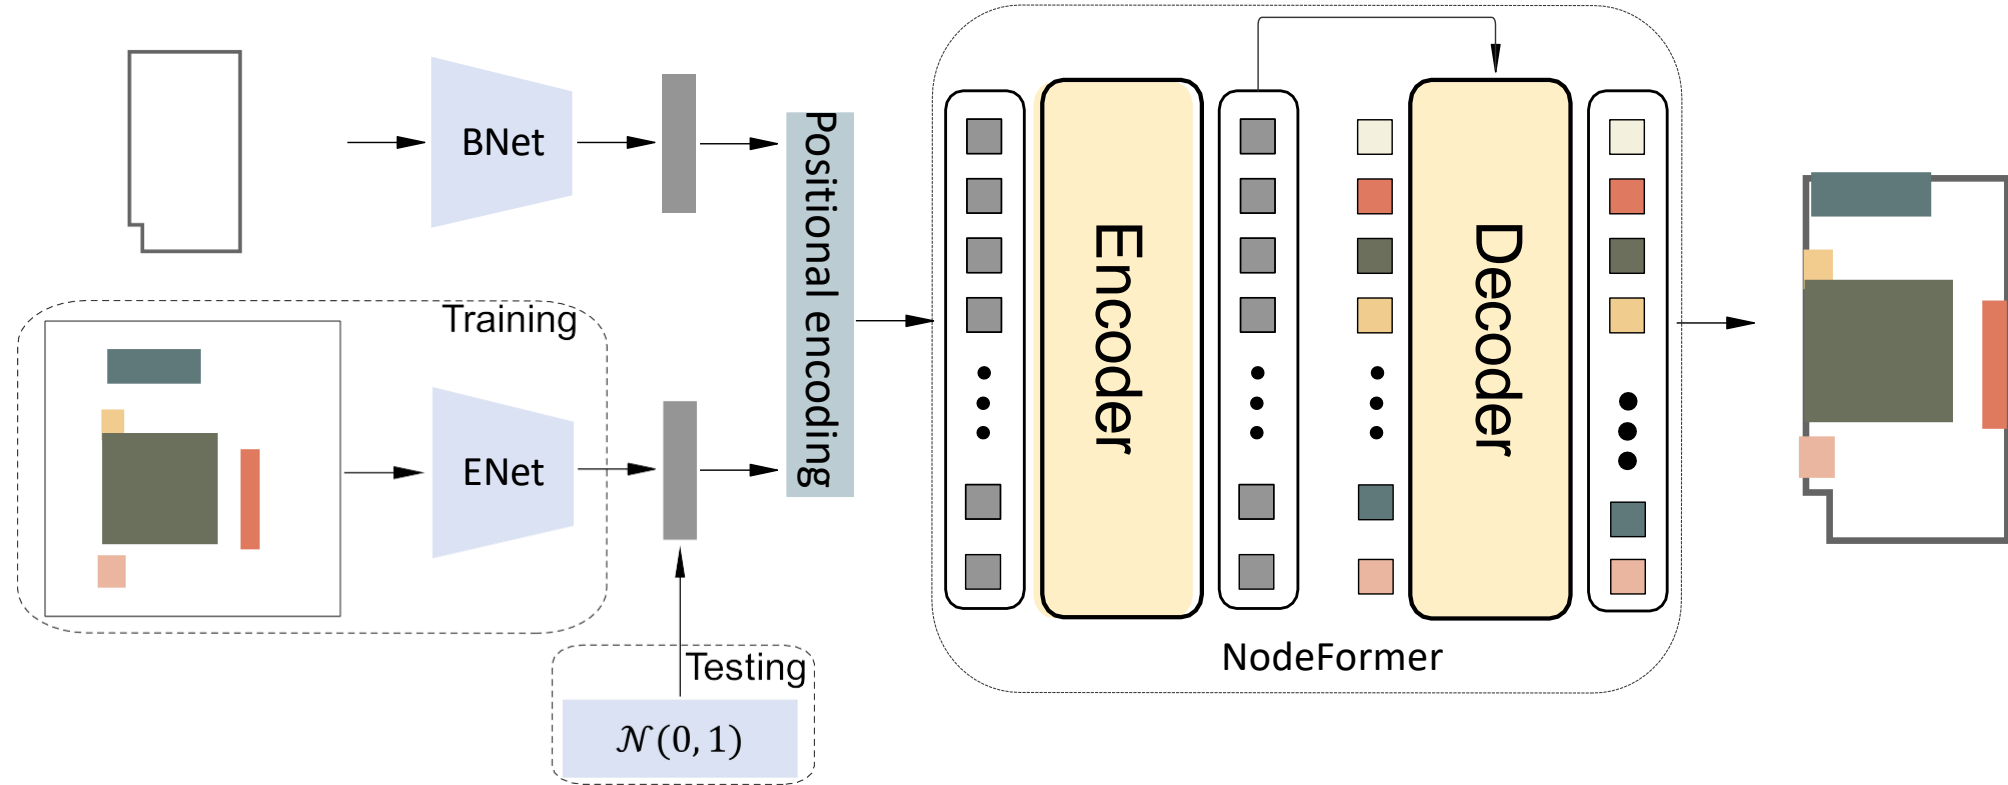 BNet
Positional encoding
Training
ENet
Testing
𝒩(0, 1)
Encoder
Decoder
NodeFormer